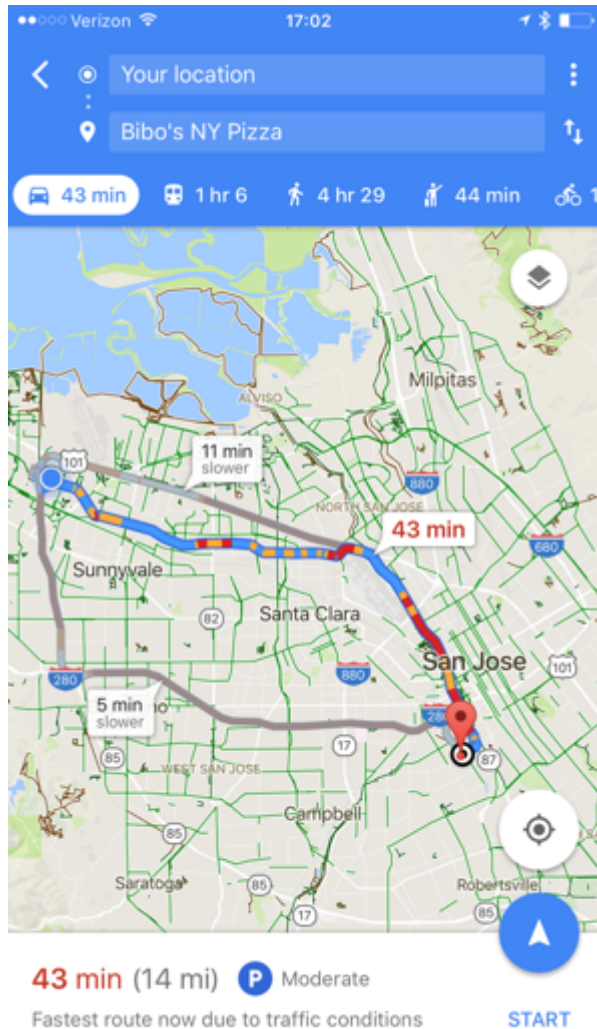 Verizon 17:02
Your location
Bibo's NY Pizza
43 min 1 hr 6 4 hr 29 44 min 1
Milpitas
ALVISO
11 min
slower
101
880
NORTH SAN JOSE
43 min
680
Sunnyvale
82
Santa Clara
San Jose
101
280
880
5 min
slower
280
17
87
85
WEST SAN JOSE
Campbell
85
Saratoga
85
Robertsville
17
85
43 min (14 mi) P Moderate
Fastest route now due to traffic conditions START